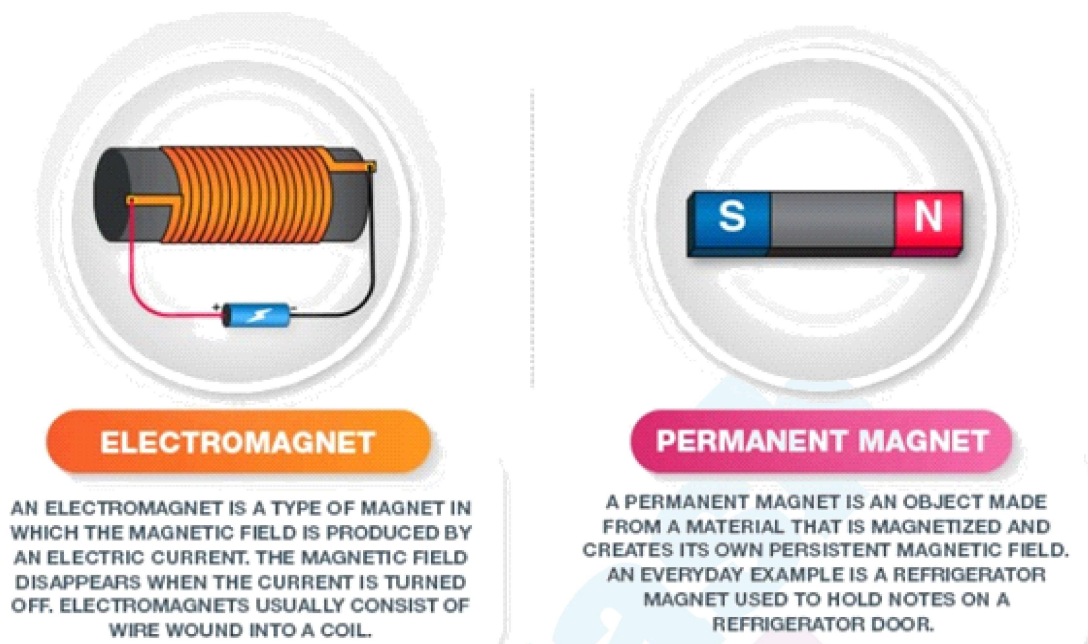 + -
S N
ELECTROMAGNET
AN ELECTROMAGNET IS A TYPE OF MAGNET IN
WHICH THE MAGNETIC FIELD IS PRODUCED BY
AN ELECTRIC CURRENT. THE MAGNETIC FIELD
DISAPPEARS WHEN THE CURRENT IS TURNED
OFF. ELECTROMAGNETS USUALLY CONSIST OF
WIRE WOUND INTO A COIL.
PERMANENT MAGNET
A PERMANENT MAGNET IS AN OBJECT MADE
FROM A MATERIAL THAT IS MAGNETIZED AND
CREATES ITS OWN PERSISTENT MAGNETIC FIELD.
AN EVERYDAY EXAMPLE IS A REFRIGERATOR
MAGNET USED TO HOLD NOTES ON A
REFRIGERATOR DOOR.